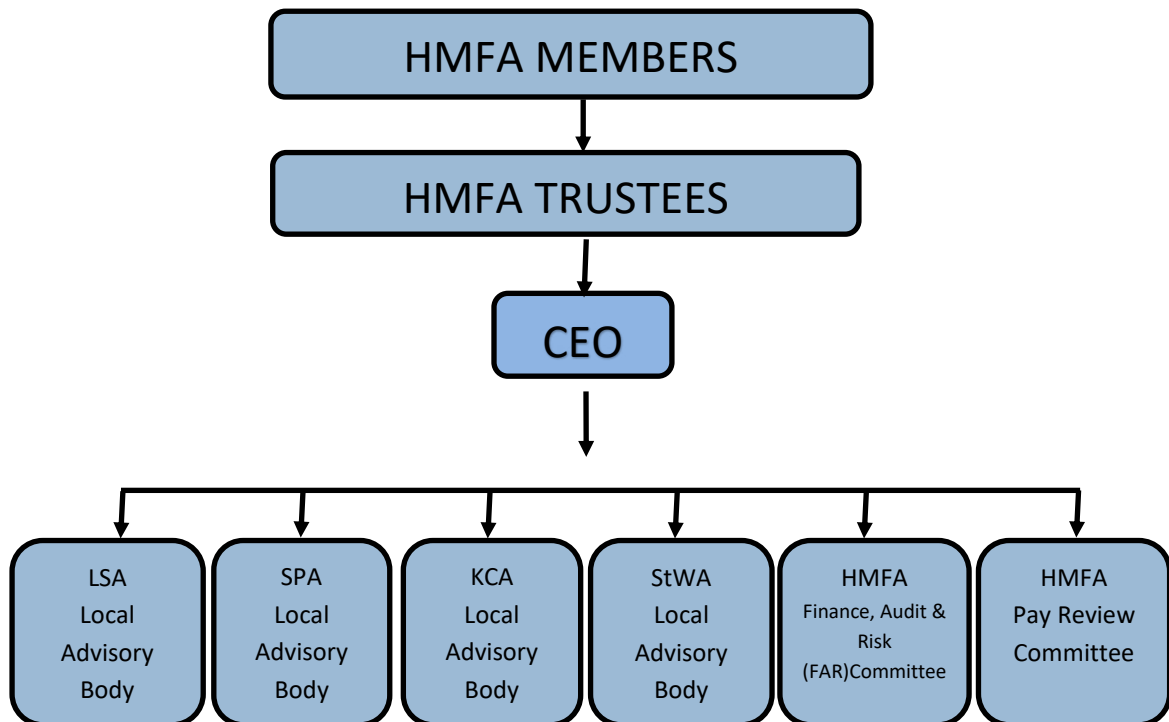 HMFA MEMBERS
HMFA TRUSTEES
CEO
LSA
Local
Advisory
Body
SPA
Local
Advisory
Body
KCA
Local
Advisory
Body
StWA
Local
Advisory
Body
HMFA
Finance, Audit &
Risk
(FAR)Committee
HMFA
Pay Review
Committee